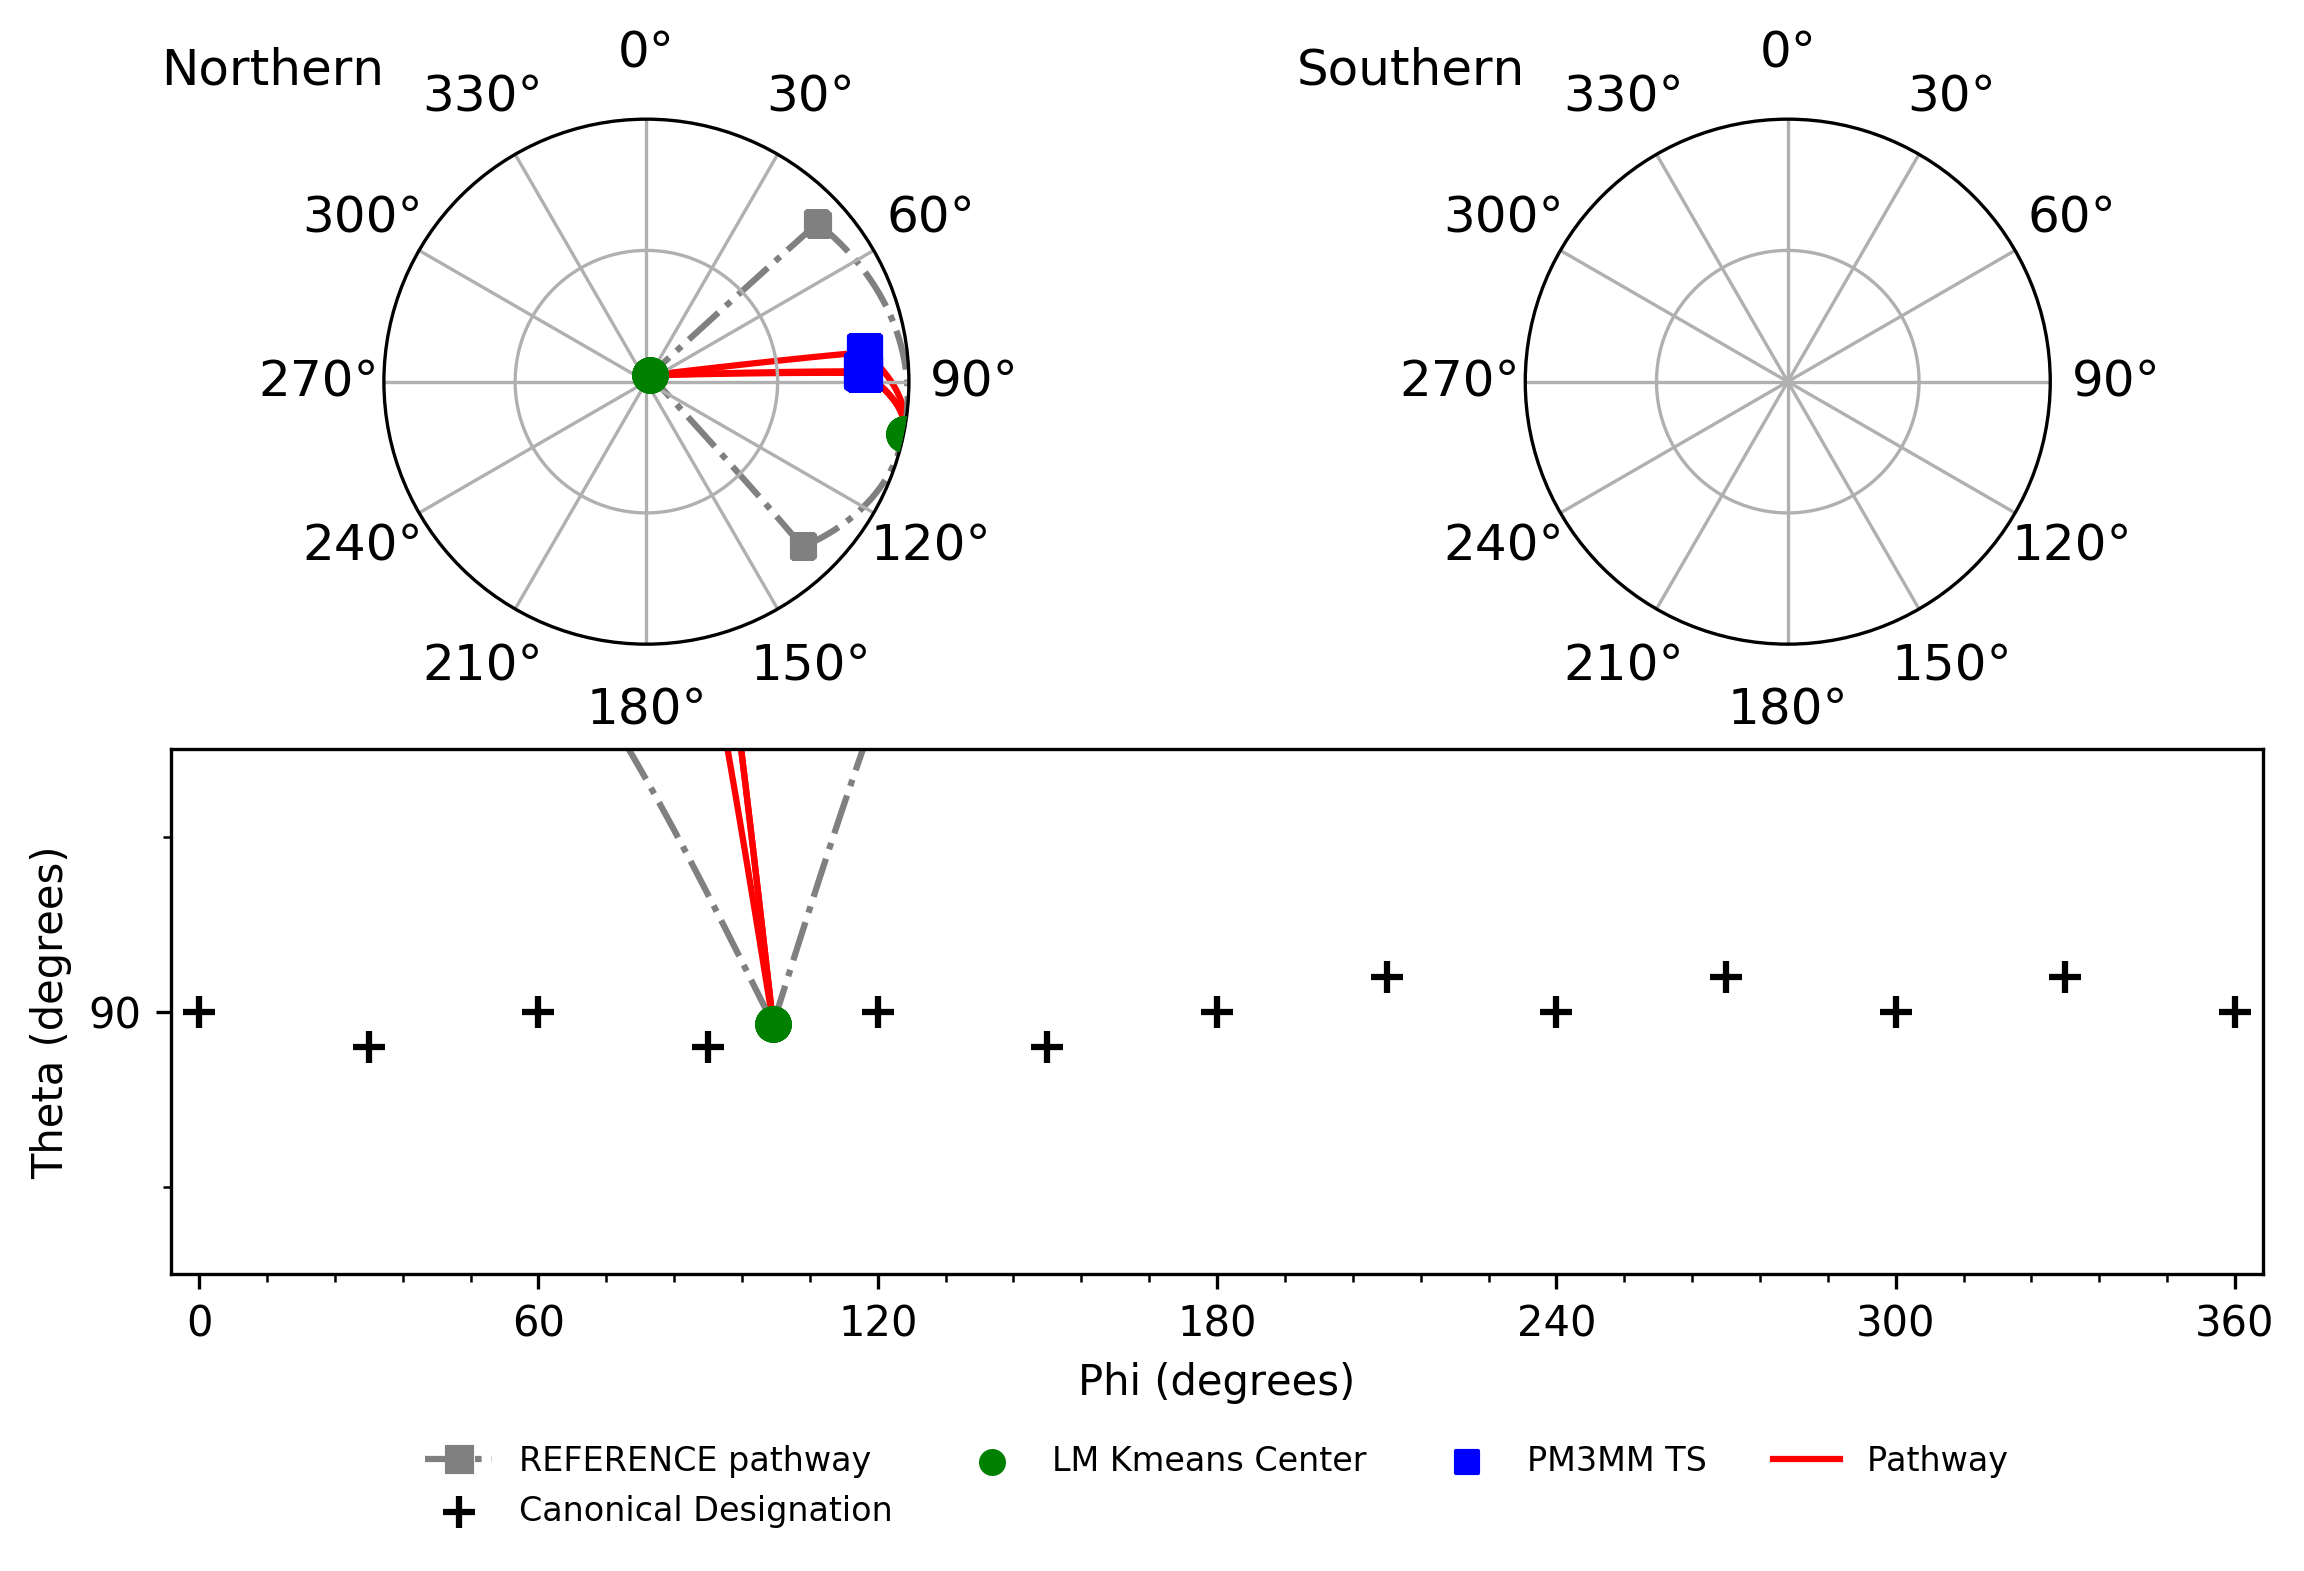 Northern
0°
330°
30°
300°
60°
270°
90°
240°
120°
210°
150°
180°
Southern
0°
330°
30°
300°
60°
270°
90°
240°
120°
210°
150°
180°
Theta (degrees)
90
0 60 120 180 240 300 360
Phi (degrees)
REFERENCE pathway
Canonical Designation
LM Kmeans Center
PM3MM TS
Pathway